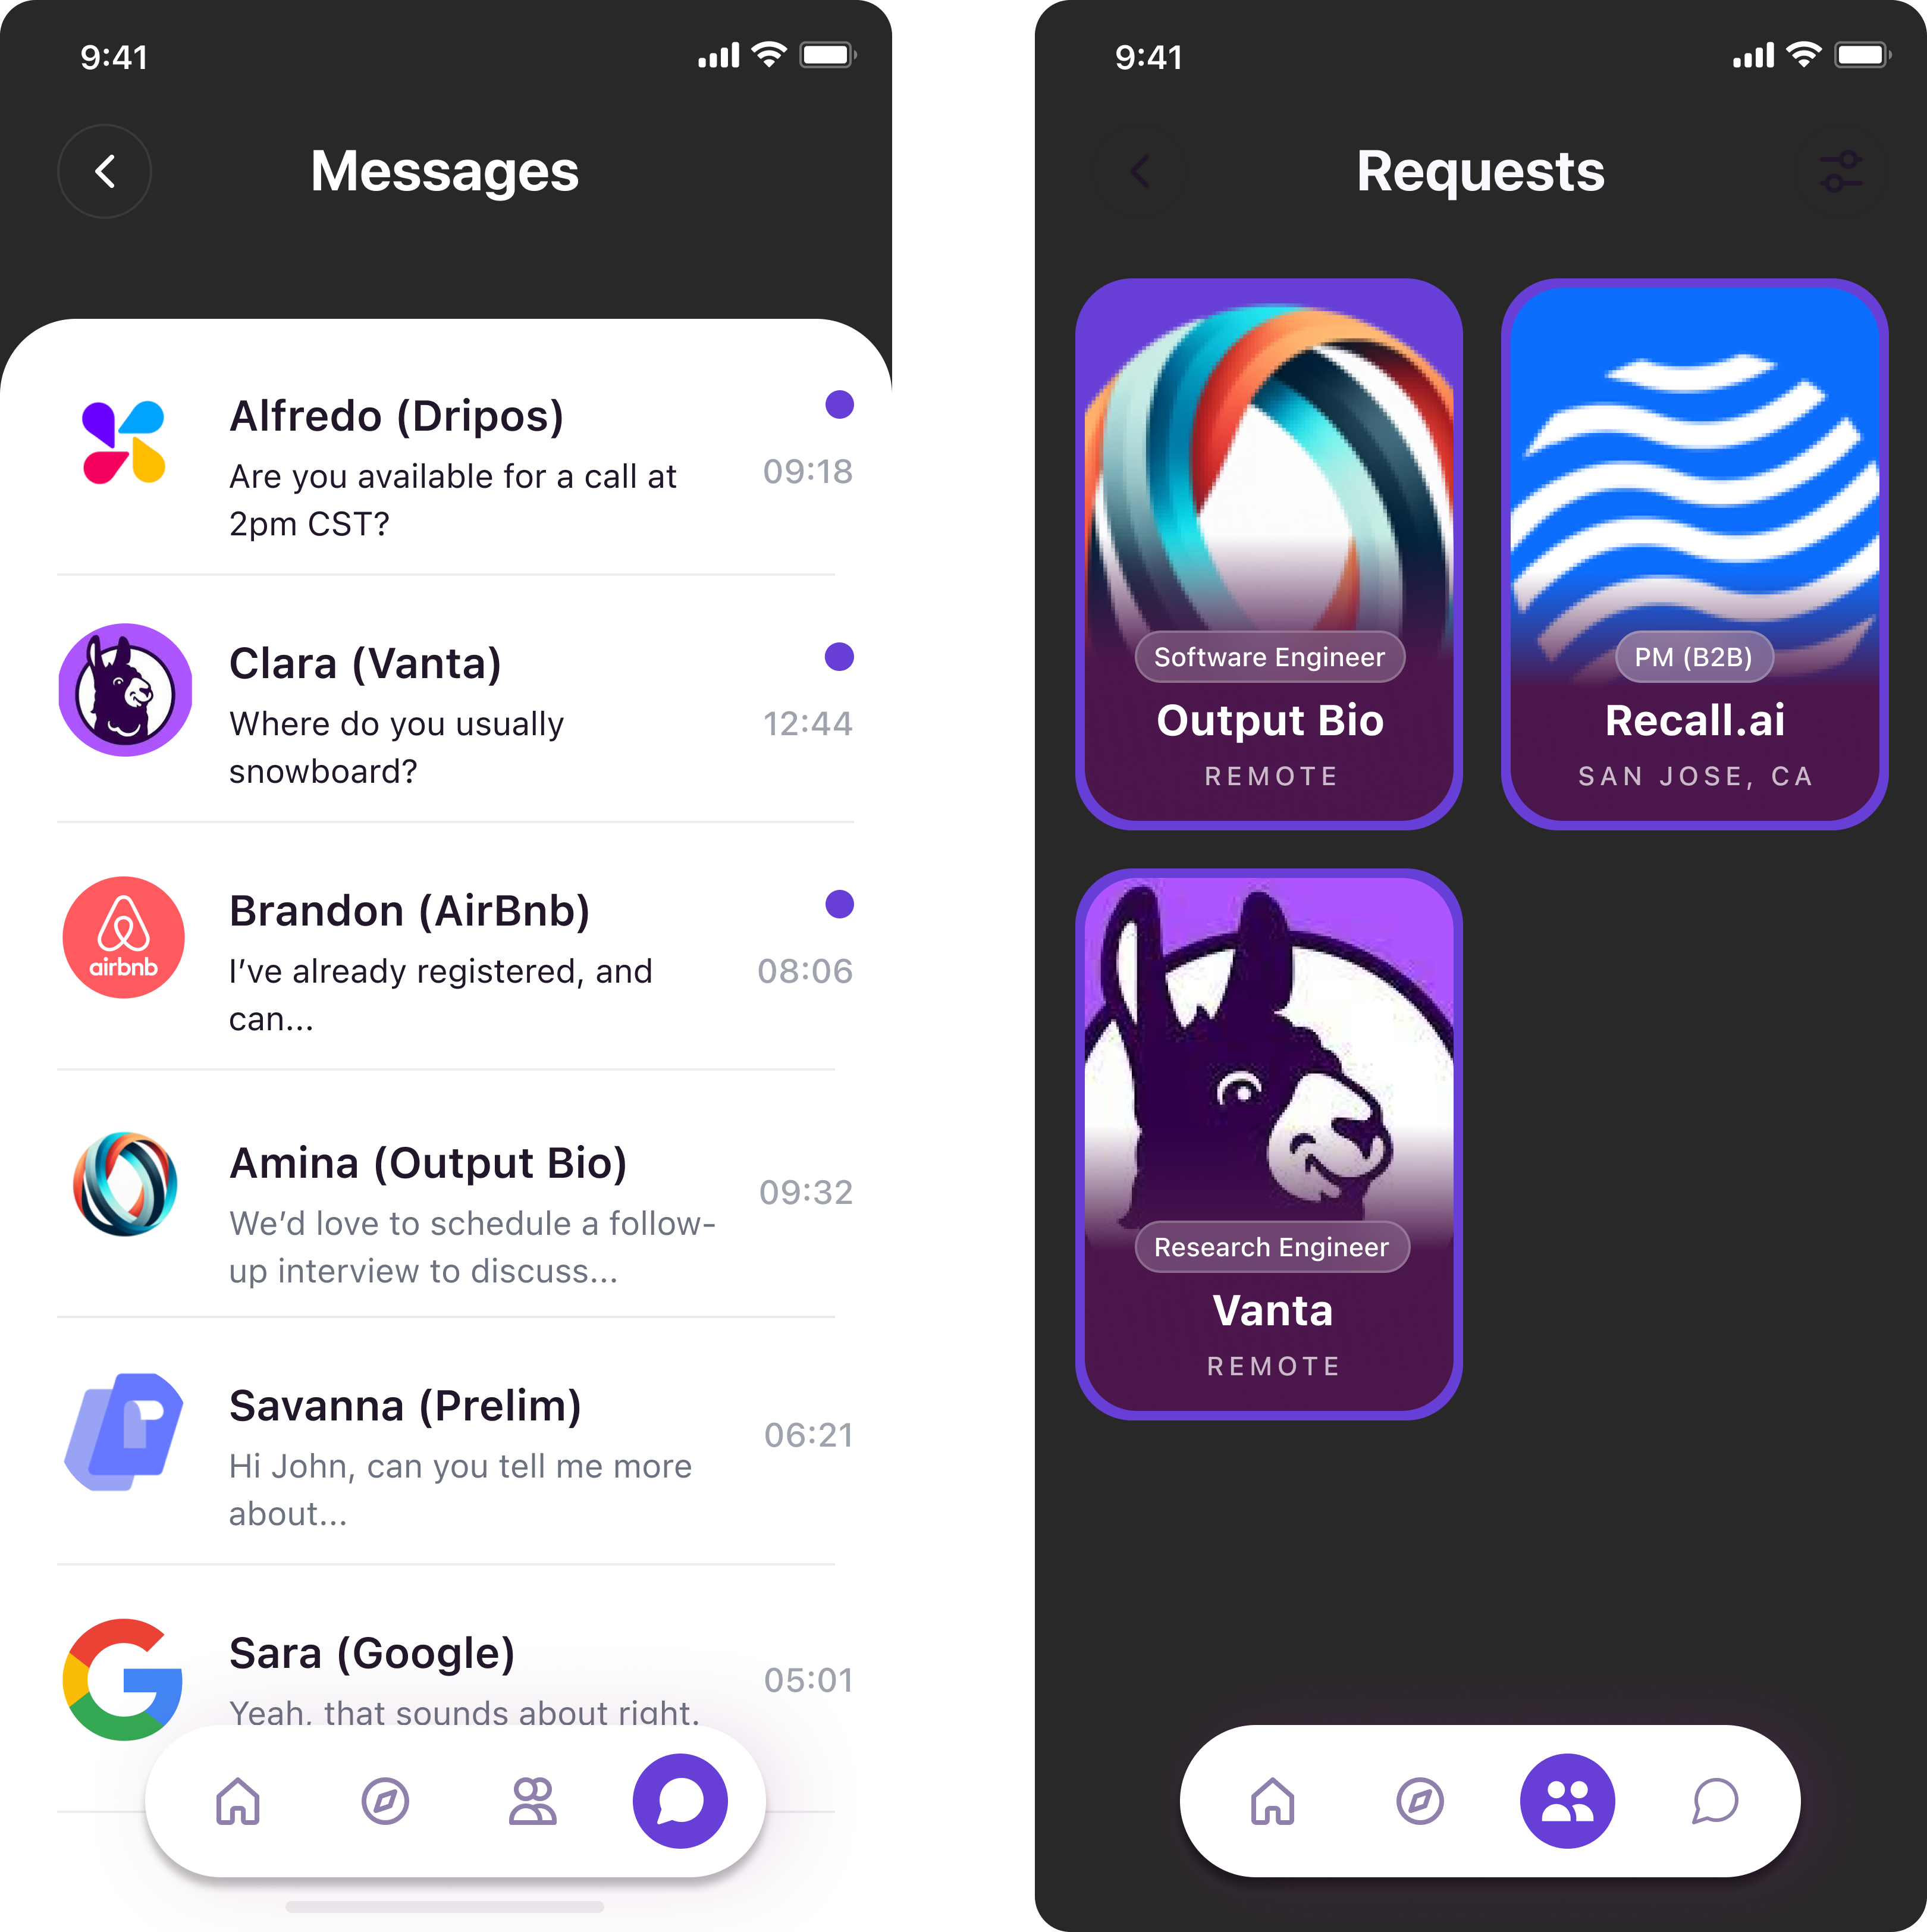 9:41
Messages
Alfredo (Dripos)
Are you available for a call at
2pm CST?
09:18
Clara (Vanta)
Where do you usually
snowboard?
12:44
airbnb
Brandon (AirBnb)
I’ve already registered, and
can...
08:06
Amina (Output Bio)
We’d love to schedule a follow-
up interview to discuss...
09:32
Savanna (Prelim)
Hi John, can you tell me more
about...
06:21
Sara (Google)
Yeah, that sounds about right.
05:01
9:41
Requests
Software Engineer
Output Bio
REMOTE
PM (B2B)
Recall.ai
SAN JOSE, CA
Research Engineer
Vanta
REMOTE